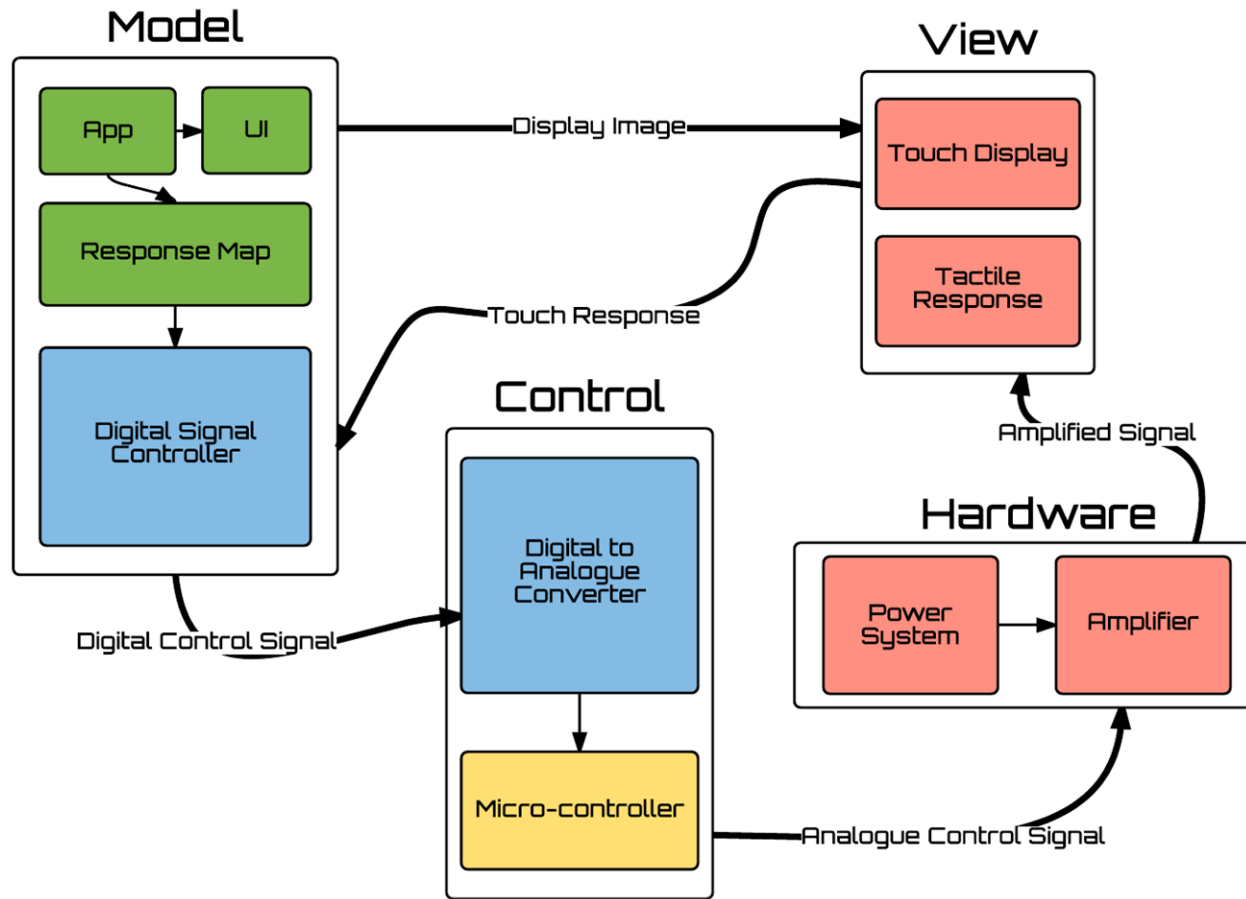 Model
App
UI
Response Map
Digital Signal
Controller
Display Image
View
Touch Display
Tactile
Response
Touch Response
Control
Digital to
Analogue
Converter
Micro-controller
Digital Control Signal
Amplified Signal
Hardware
Power
System
Amplifier
Analogue Control Signal